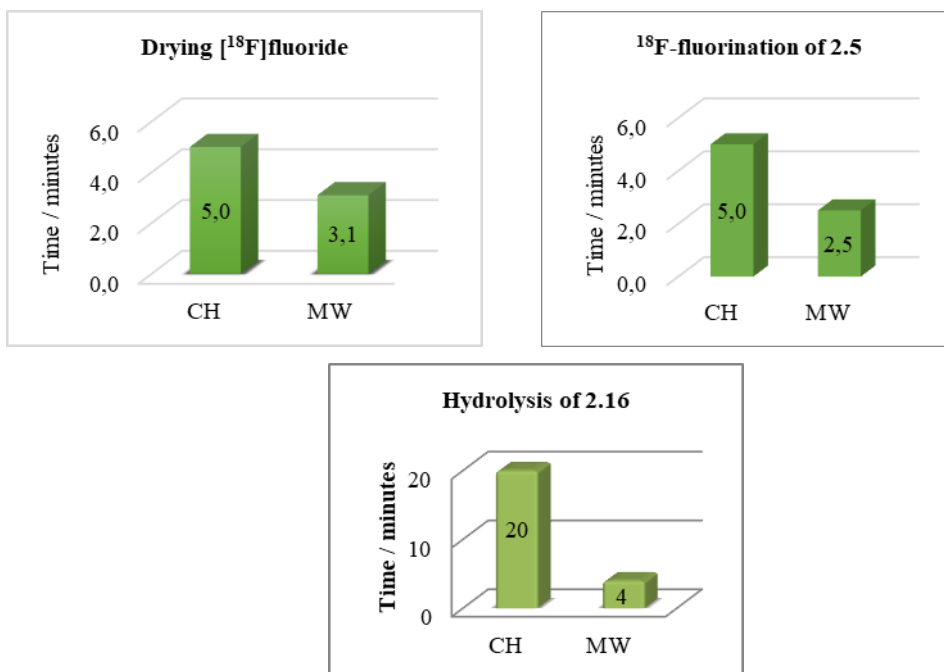 Drying [¹⁸F]fluoride
Time / minutes
6,0
4,0
2,0
0,0
5,0
3,1
CH MW
¹⁸F-fluorination of 2.5
Time / minutes
6,0
4,0
2,0
0,0
5,0
2,5
CH MW
Hydrolysis of 2.16
Time / minutes
20
10
0
20
4
CH MW